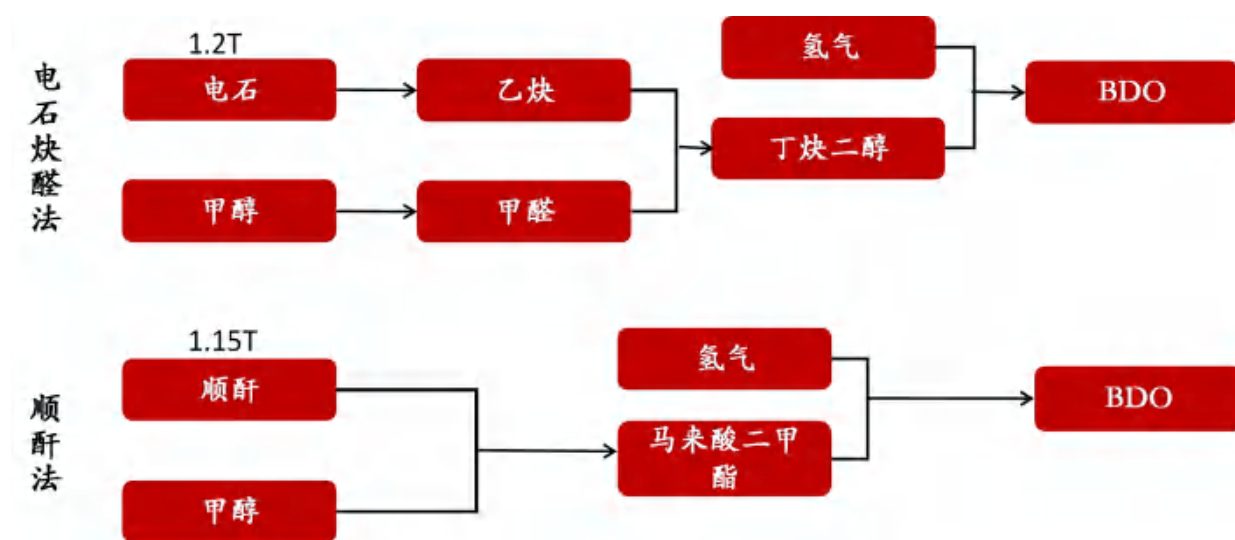 电石炔醛法
1.2T
电石
乙炔
氢气
BDO
丁炔二醇
甲醇
甲醛
顺酐法
1.15T
顺酐
氢气
BDO
马来酸二甲
酯
甲醇